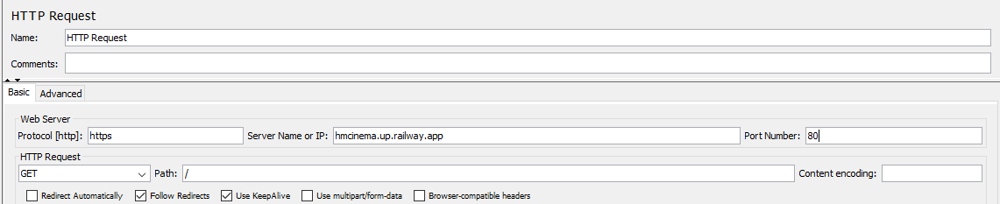 HTTP Request
Name: HTTP Request
Comments:
Basic Advanced
Web Server
Protocol [http]: https Server Name or IP: hmcinema.up.railway.app Port Number: 80
HTTP Request
GET Path: / Content encoding:
Redirect Automatically Follow Redirects Use KeepAlive Use multipart/form-data Browser-compatible headers